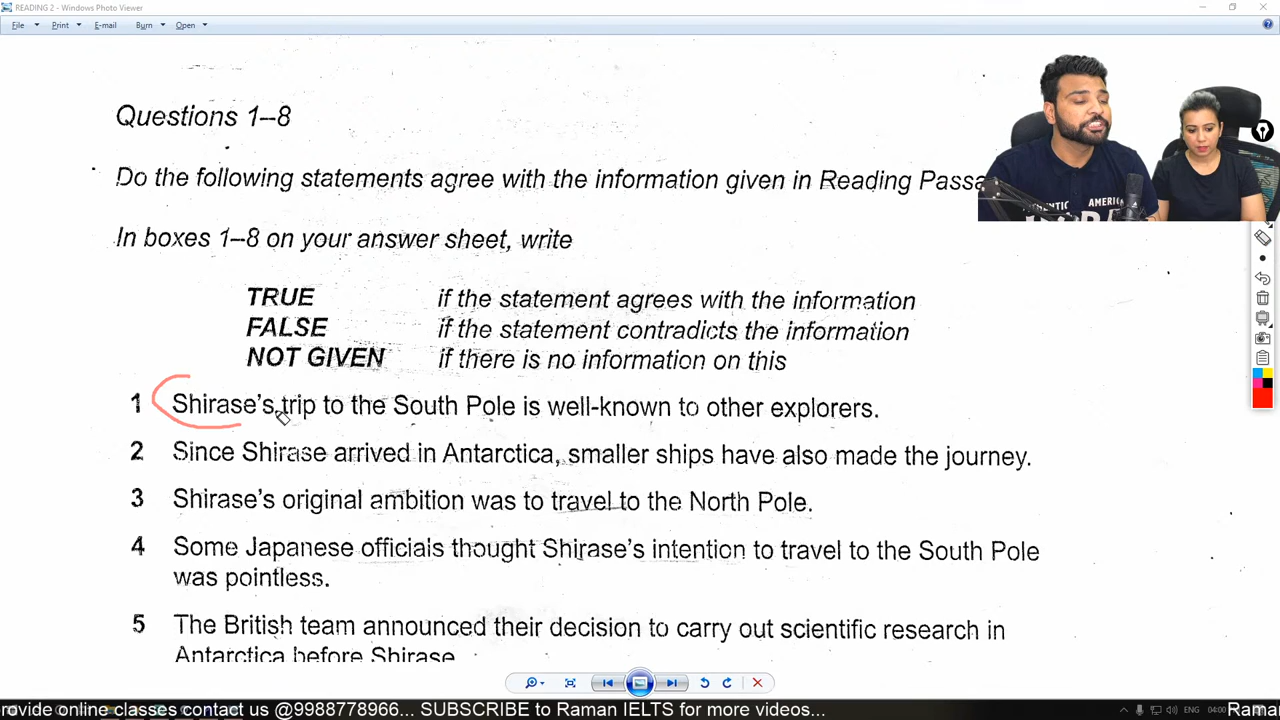 READING 2 - Windows Photo Viewer
File Print E-mail Burn Open
Questions 1–8
Do the following statements agree with the information given in Reading Passa
In boxes 1–8 on your answer sheet, write
TRUE if the statement agrees with the information
FALSE if the statement contradicts the information
NOT GIVEN if there is no information on this
1 Shirase's trip to the South Pole is well-known to other explorers.
2 Since Shirase arrived in Antarctica, smaller ships have also made the journey.
3 Shirase's original ambition was to travel to the North Pole.
4 Some Japanese officials thought Shirase's intention to travel to the South Pole
was pointless.
5 The British team announced their decision to carry out scientific research in
Antarctica before Shirase
ENG 04:00
rovide online classes contact us @9988778966... SUBSCRIBE to Raman IELTS for more videos... Rama